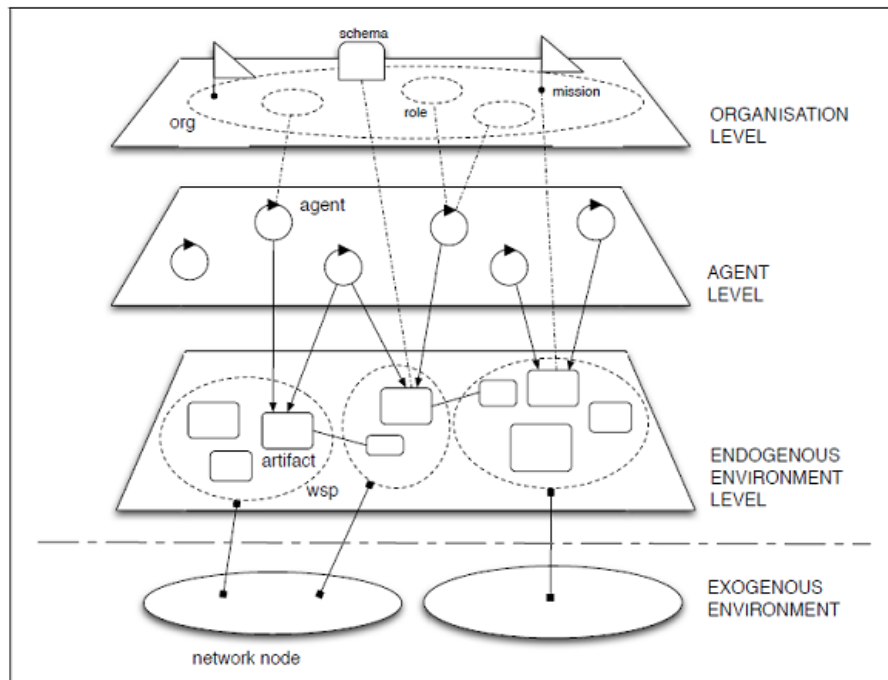 schema
mission
role
org
ORGANISATION
LEVEL
agent
AGENT
LEVEL
artifact
wsp
ENDOGENOUS
ENVIRONMENT
LEVEL
EXOGENOUS
ENVIRONMENT
network node